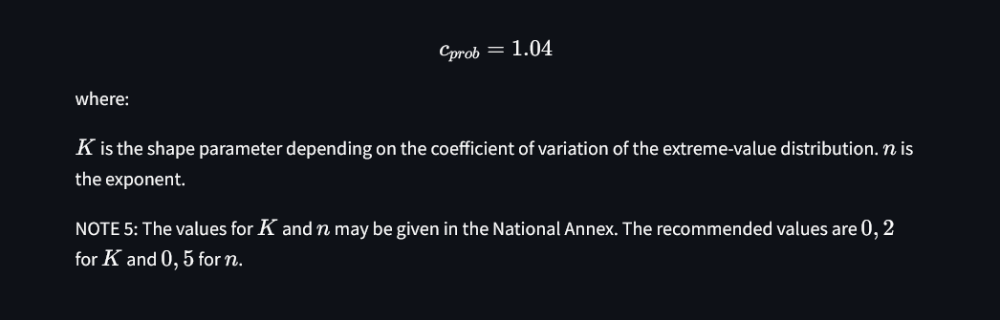 c_prob = 1.04
where:
K is the shape parameter depending on the coefficient of variation of the extreme-value distribution. n is
the exponent.
NOTE 5: The values for K and n may be given in the National Annex. The recommended values are 0, 2
for K and 0, 5 for n.